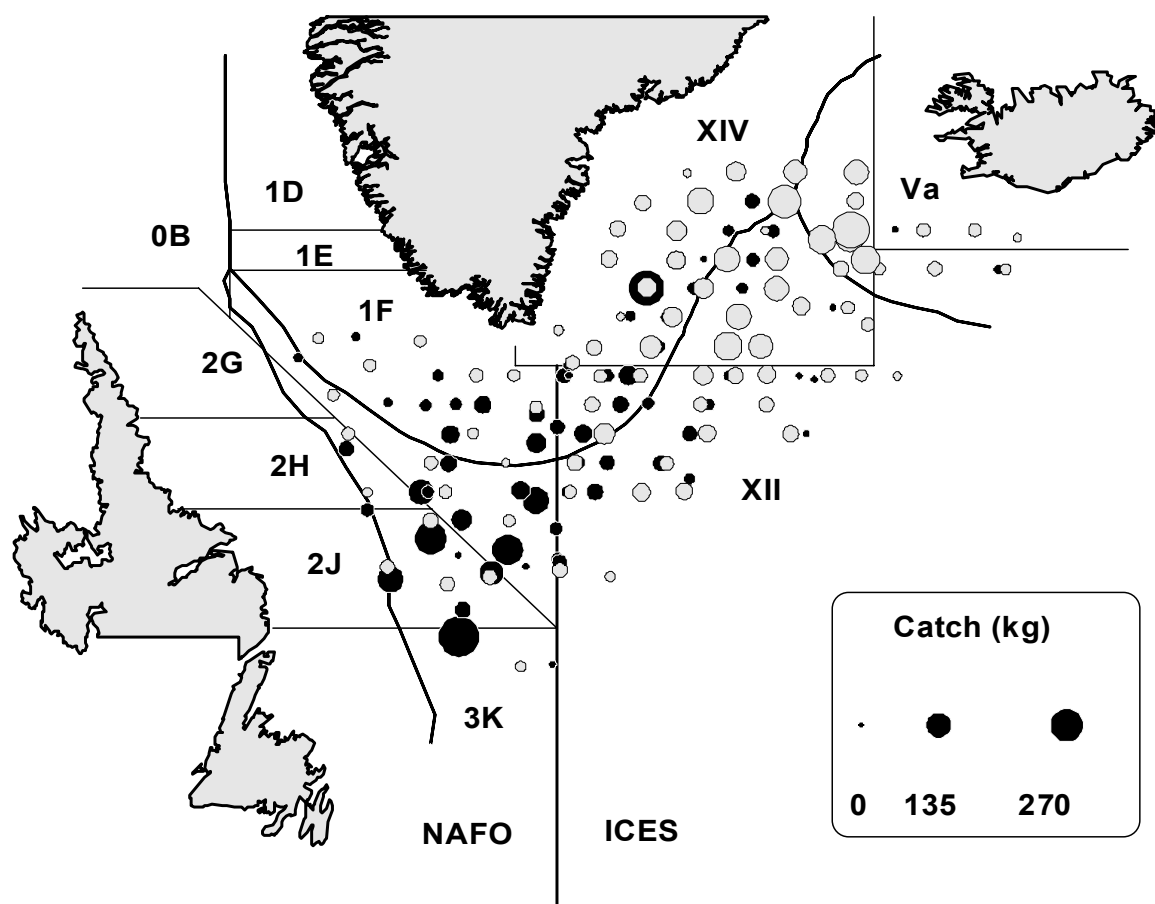 XIV
1D
Va
0B
1E
1F
2G
2H
XII
2J
Catch (kg)
3K
0 135 270
NAFO ICES